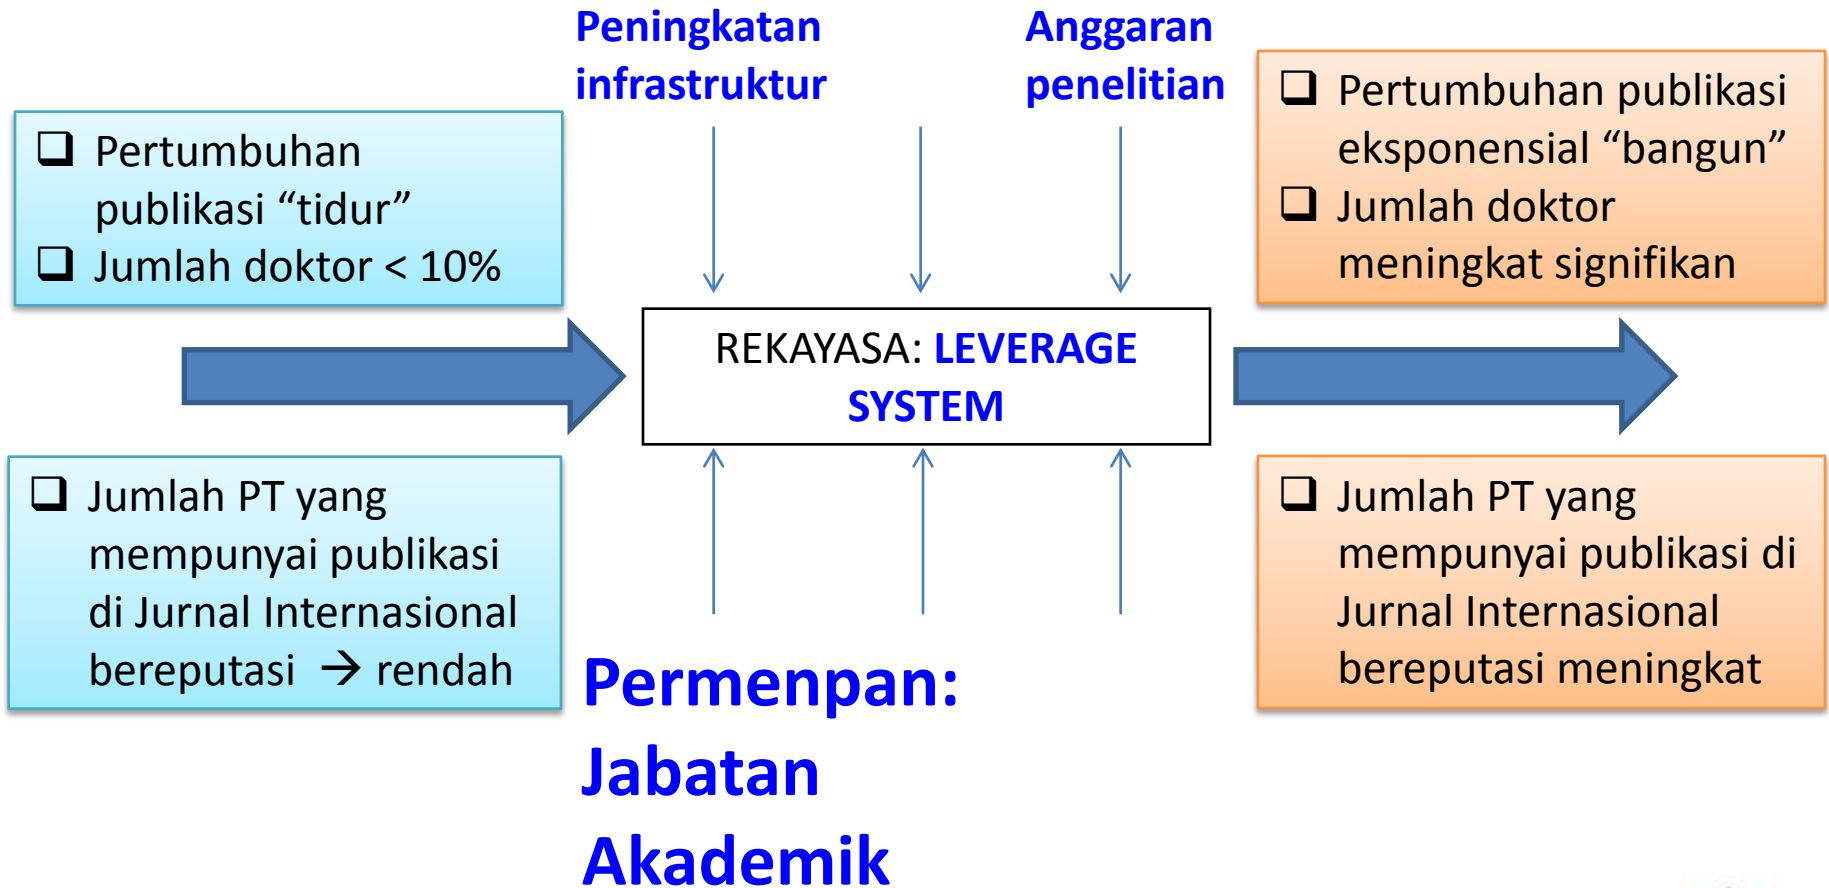 Peningkatan
infrastruktur
Anggaran
penelitian
❑ Pertumbuhan
publikasi “tidur”
❑ Jumlah doktor < 10%
❑ Pertumbuhan publikasi
eksponensial “bangun”
❑ Jumlah doktor
meningkat signifikan
REKAYASA: LEVERAGE
SYSTEM
❑ Jumlah PT yang
mempunyai publikasi
di Jurnal Internasional
bereputasi → rendah
❑ Jumlah PT yang
mempunyai publikasi di
Jurnal Internasional
bereputasi meningkat
Permenpan:
Jabatan
Akademik